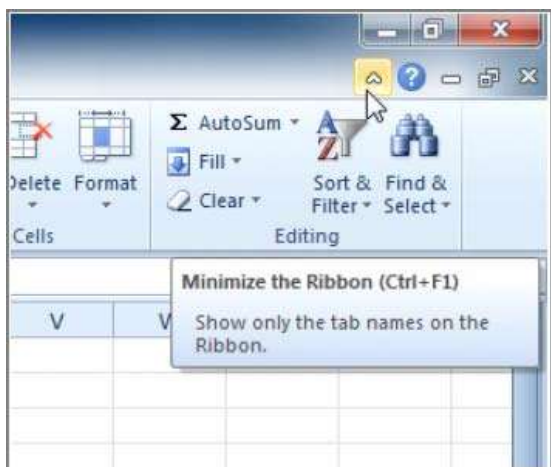 Σ AutoSum
Fill
Clear
Delete Format
Sort & Filter
Find & Select
Cells
Editing
Minimize the Ribbon (Ctrl+F1)
Show only the tab names on the
Ribbon.
V